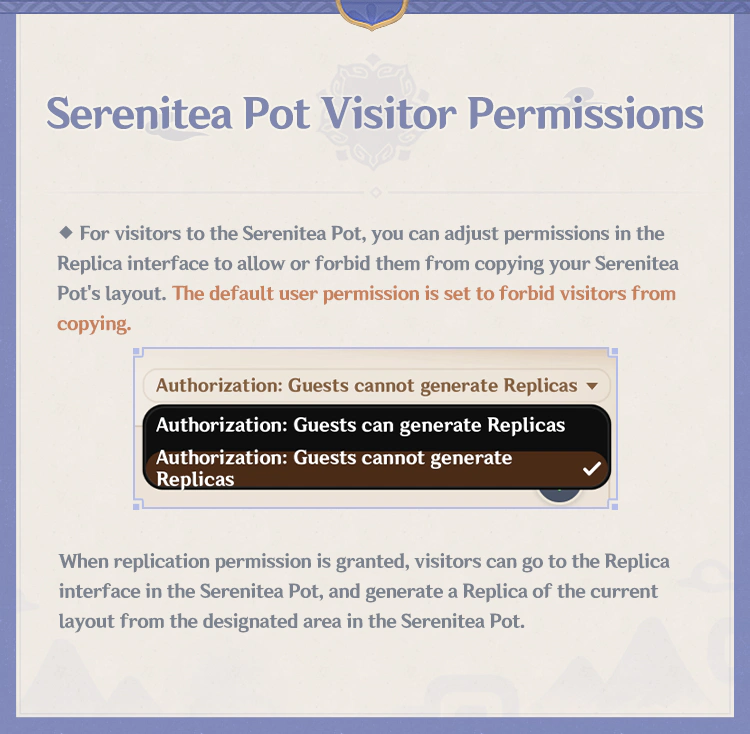 Serenitea Pot Visitor Permissions
◆ For visitors to the Serenitea Pot, you can adjust permissions in the
Replica interface to allow or forbid them from copying your Serenitea
Pot's layout. The default user permission is set to forbid visitors from
copying.
Authorization: Guests cannot generate Replicas
Authorization: Guests can generate Replicas
Authorization: Guests cannot generate
Replicas
When replication permission is granted, visitors can go to the Replica
interface in the Serenitea Pot, and generate a Replica of the current
layout from the designated area in the Serenitea Pot.